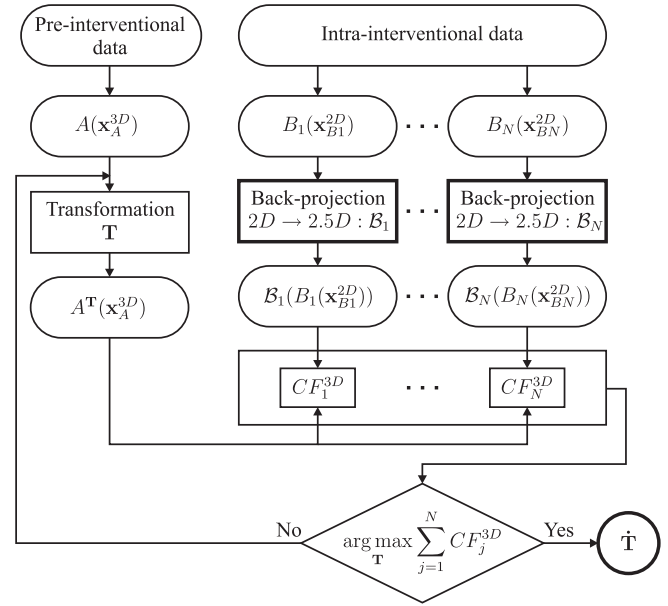 Pre-interventional
data
Intra-interventional data
A(𝐱_A^{3D})
B_1(𝐱_{B1}^{2D})
· · ·
B_N(𝐱_{BN}^{2D})
Transformation
𝐓
Back-projection
2D → 2.5D : ℬ_1
· · ·
Back-projection
2D → 2.5D : ℬ_N
A^𝐓(𝐱_A^{3D})
ℬ_1(B_1(𝐱_{B1}^{2D}))
· · ·
ℬ_N(B_N(𝐱_{BN}^{2D}))
CF_1^{3D}
· · ·
CF_N^{3D}
No
arg max_𝐓 ∑_{j=1}^{N} CF_j^{3D}
Yes
𝐓̇